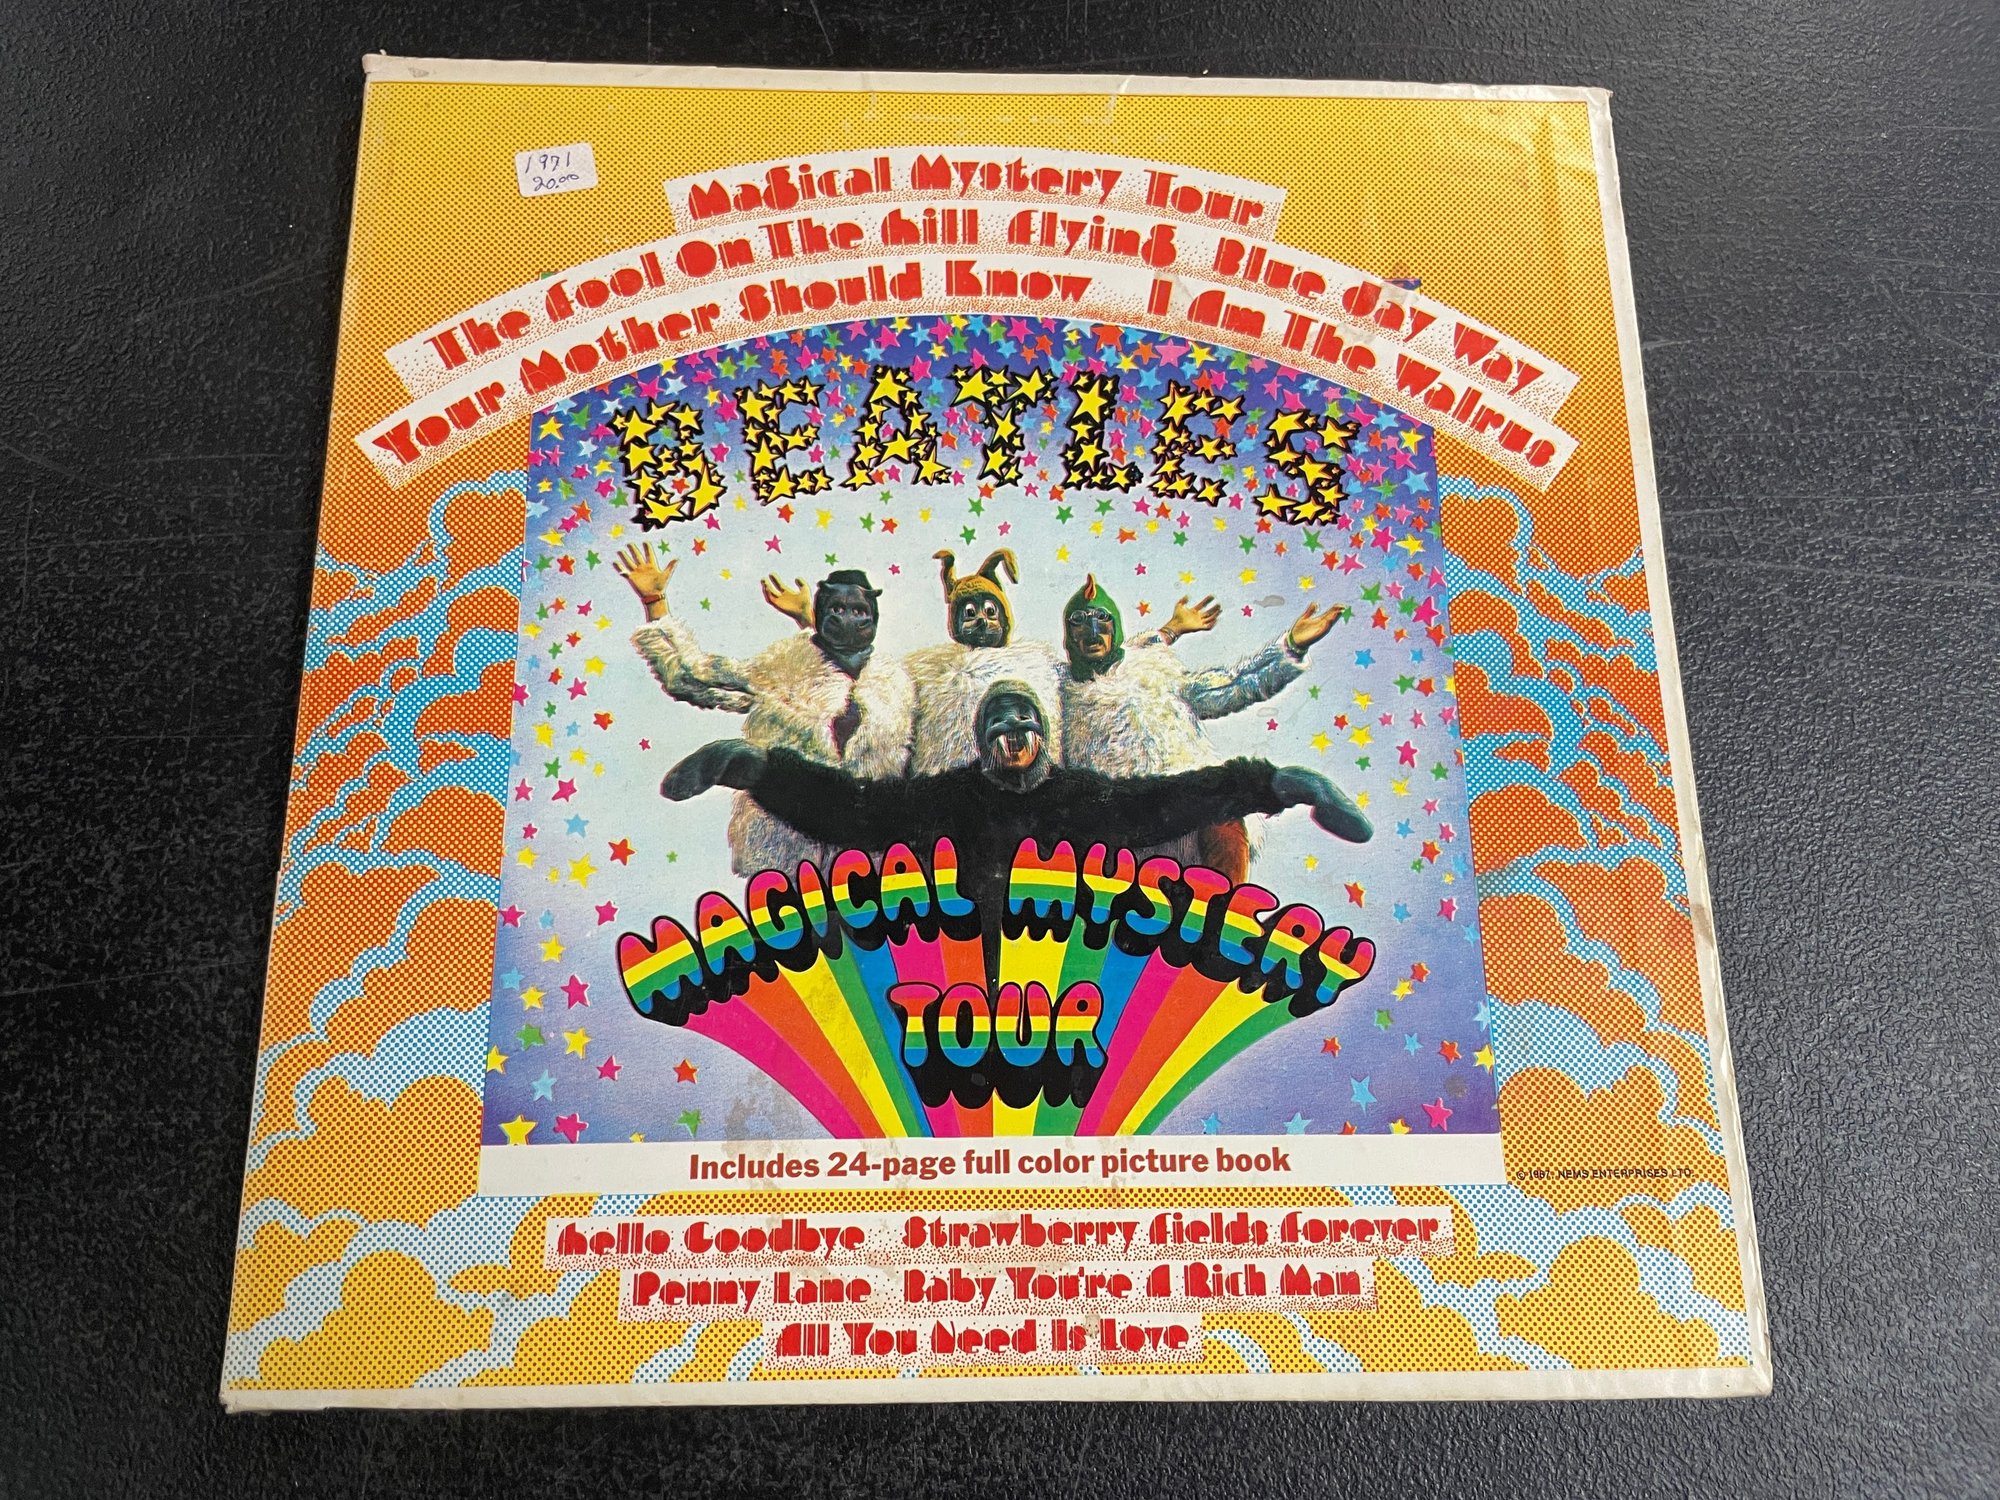 1971
20.00
Magical Mystery Tour
The Fool On The Hill Flying Blue Jay Way
Your Mother Should Know I Am The Walrus
BEATLES
MAGICAL MYSTERY
TOUR
Includes 24-page full color picture book
© 1967, NEMS ENTERPRISES LTD.
Hello Goodbye Strawberry Fields Forever
Penny Lane Baby You're A Rich Man
All You Need Is Love